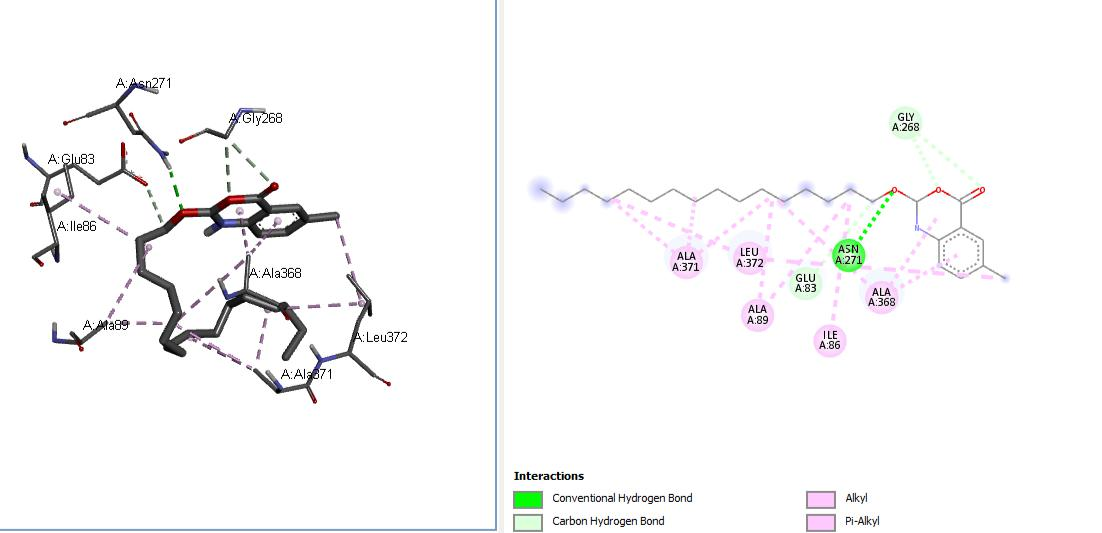 A:Asn271
A:Gly268
A:Glu83
A:Ile86
A:Ala368
A:Ala89
A:Leu372
A:Ala371
GLY
A:268
O
O
O
N
ASN
A:271
ALA
A:371
LEU
A:372
GLU
A:83
ALA
A:368
ALA
A:89
ILE
A:86
Interactions
Conventional Hydrogen Bond
Carbon Hydrogen Bond
Alkyl
Pi-Alkyl